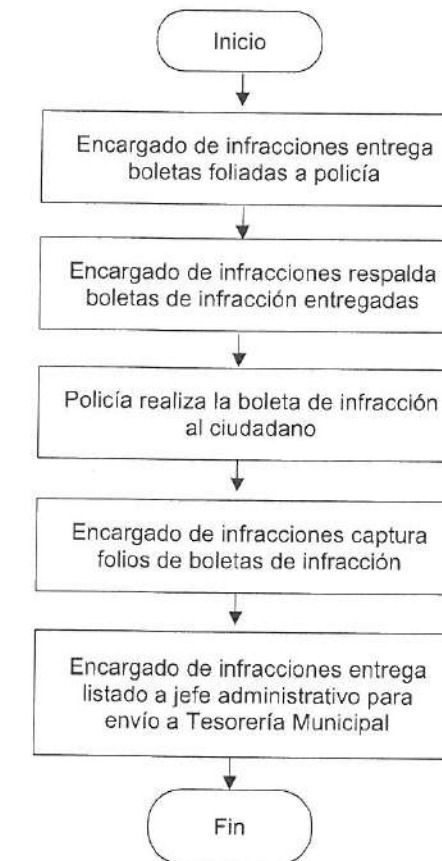 Inicio
Encargado de infracciones entrega
boletas foliadas a policía
Encargado de infracciones respalda
boletas de infracción entregadas
Policía realiza la boleta de infracción
al ciudadano
Encargado de infracciones captura
folios de boletas de infracción
Encargado de infracciones entrega
listado a jefe administrativo para
envío a Tesorería Municipal
Fin